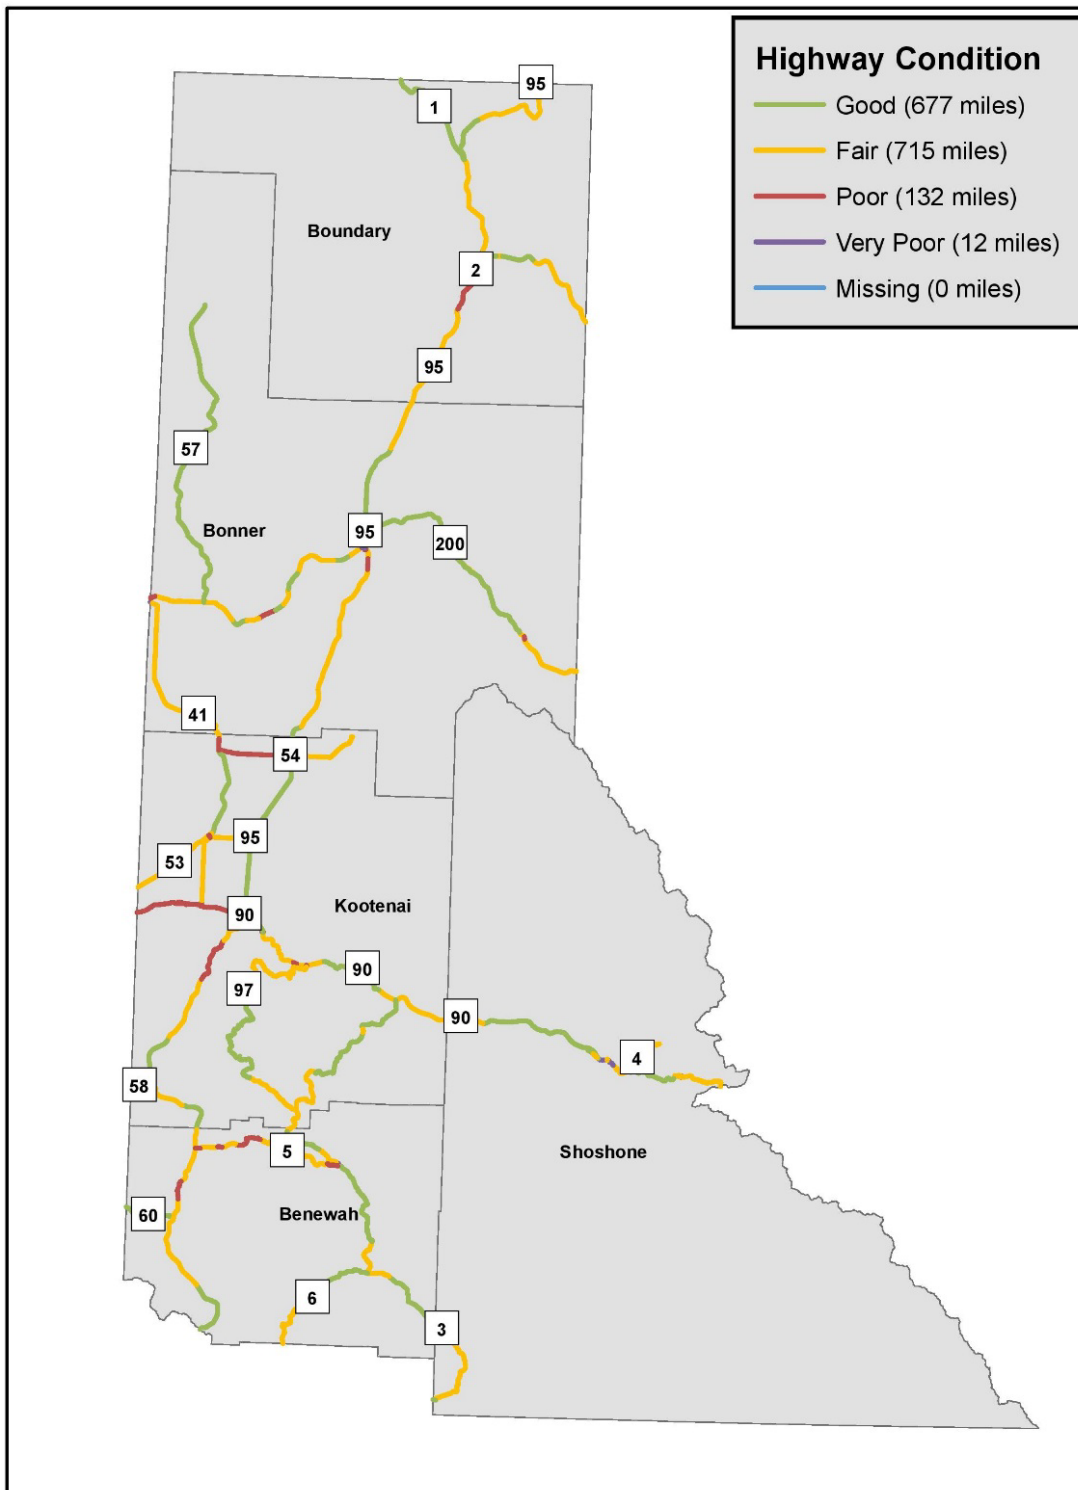 Highway Condition
Good (677 miles)
Fair (715 miles)
Poor (132 miles)
Very Poor (12 miles)
Missing (0 miles)
95
1
Boundary
2
95
57
Bonner
95
200
41
54
95
53
Kootenai
90
90
97
90
4
58
5
Shoshone
60
Benewah
6
3